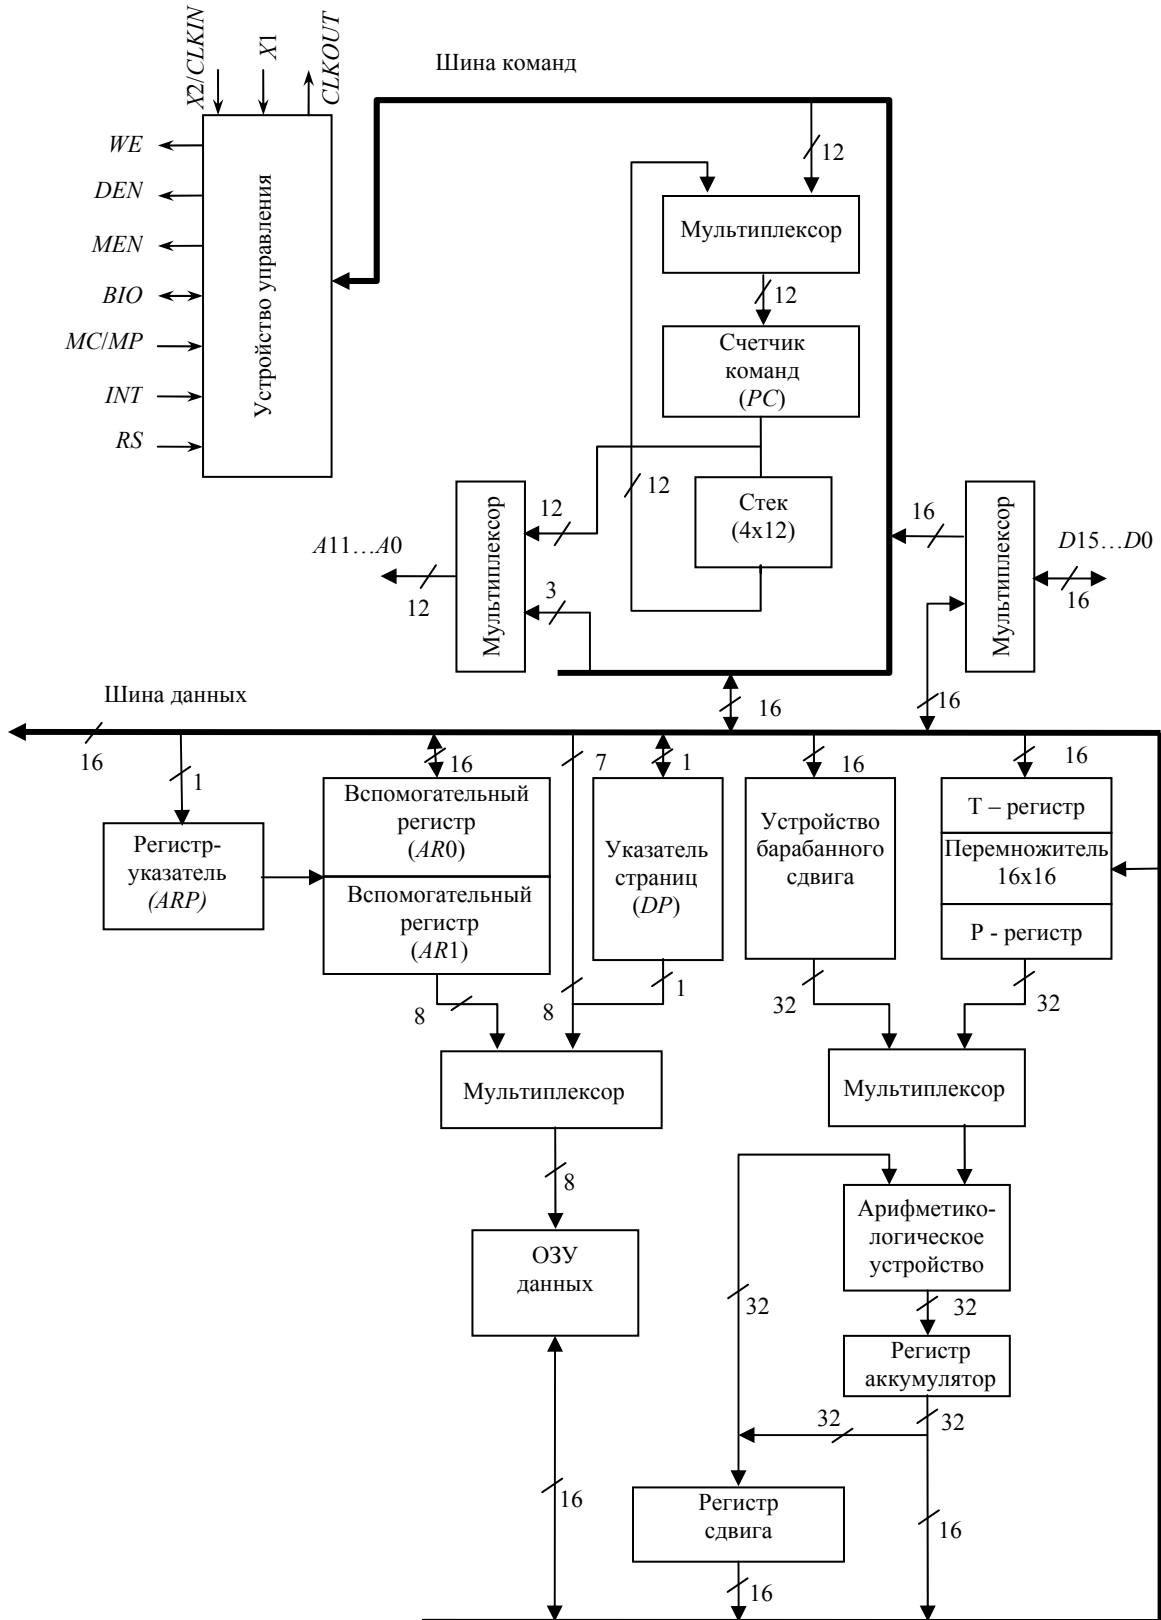 X2/CLKIN
X1
CLKOUT
Шина команд
WE
DEN
MEN
BIO
MC/MP
INT
RS
Устройство управления
12
Мультиплексор
12
Счетчик
команд
(PC)
12
Стек
(4x12)
12
3
Мультиплексор
A11…A0
12
16
Мультиплексор
D15…D0
16
16
16
Шина данных
16
1
16
7
1
16
16
Регистр-
указатель
(ARP)
Вспомогательный
регистр
(AR0)
Вспомогательный
регистр
(AR1)
Указатель
страниц
(DP)
Устройство
барабанного
сдвига
Т – регистр
Перемножитель
16x16
Р - регистр
8
8
1
32
32
Мультиплексор
Мультиплексор
8
ОЗУ
данных
Арифметико-
логическое
устройство
32
32
Регистр
аккумулятор
32
32
Регистр
сдвига
16
16
16